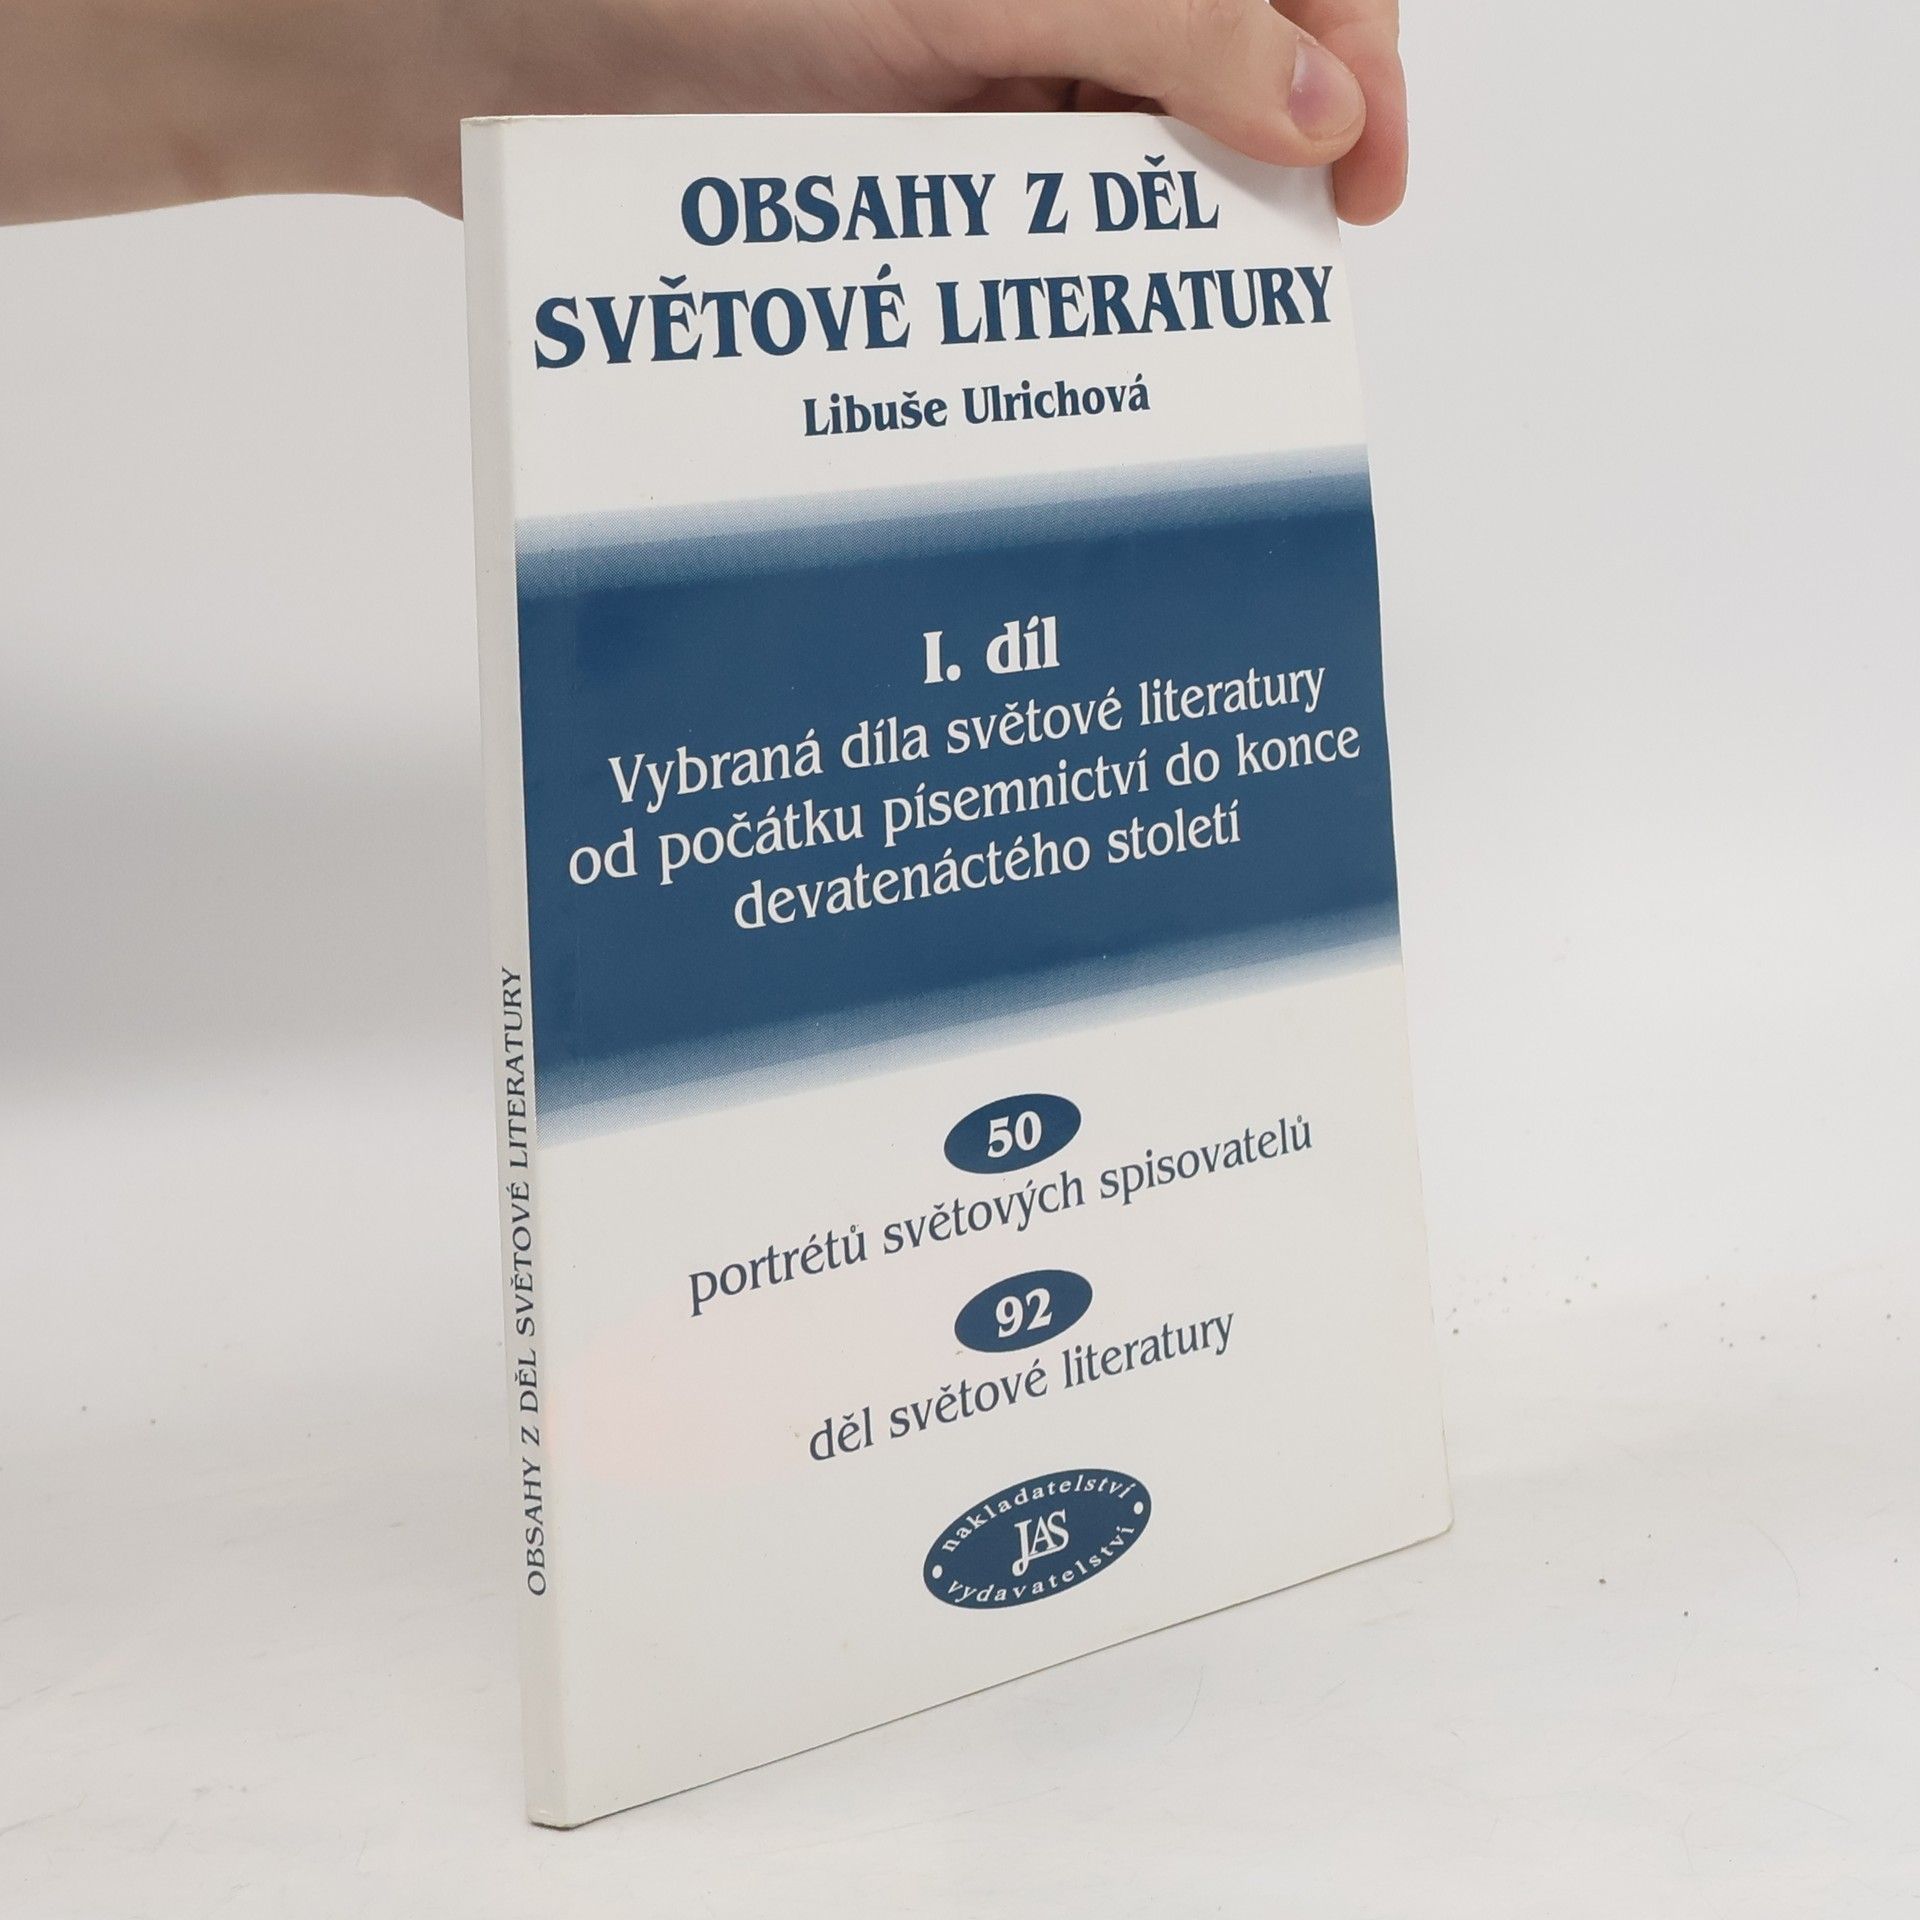 OBSAHY Z DĚL
SVĚTOVÉ LITERATURY
Libuše Ulrichová
I. díl
Vybraná díla světové literatury
od počátku písemnictví do konce
devatenáctého století
50
portrétů světových spisovatelů
92
děl světové literatury
nakladatelství
JAS
vydavatelství
OBSAHY Z DĚL SVĚTOVÉ LITERATURY